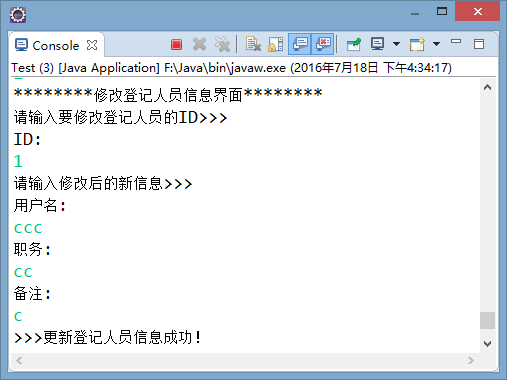 Console
Test (3) [Java Application] F:\Java\bin\javaw.exe (2016年7月18日 下午4:34:17)
********修改登记人员信息界面********
请输入要修改登记人员的ID>>>
ID:
1
请输入修改后的新信息>>>
用户名:
ccc
职务:
cc
备注:
c
>>>更新登记人员信息成功!